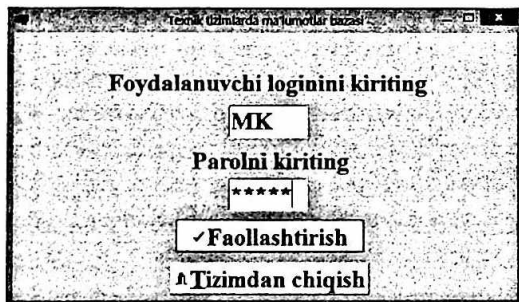 Texnik tizimlarda ma'lumotlar bazasi
Foydalanuvchi loginini kiriting
MK
Parolni kiriting
*****
Faollashtirish
Tizimdan chiqish